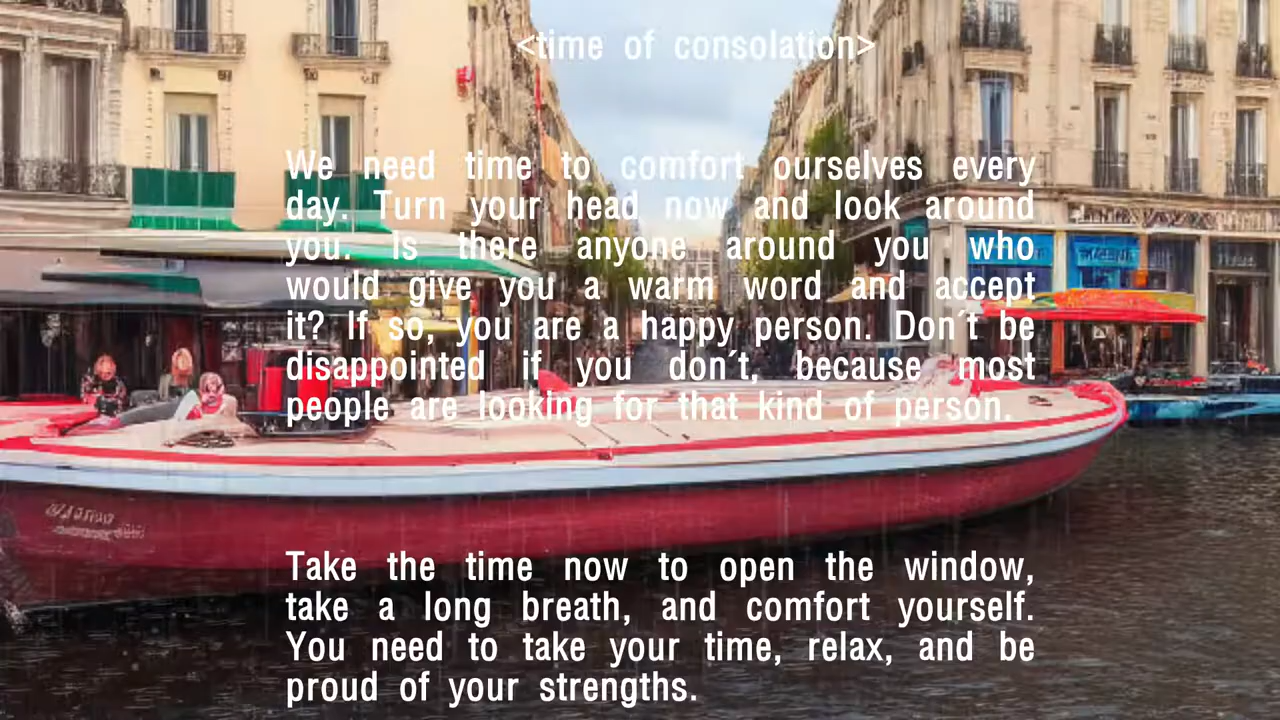 <time of consolation>
We need time to comfort ourselves every
day. Turn your head now and look around
you. Is there anyone around you who
would give you a warm word and accept
it? If so, you are a happy person. Don´t be
disappointed if you don´t, because most
people are looking for that kind of person.
Take the time now to open the window,
take a long breath, and comfort yourself.
You need to take your time, relax, and be
proud of your strengths.